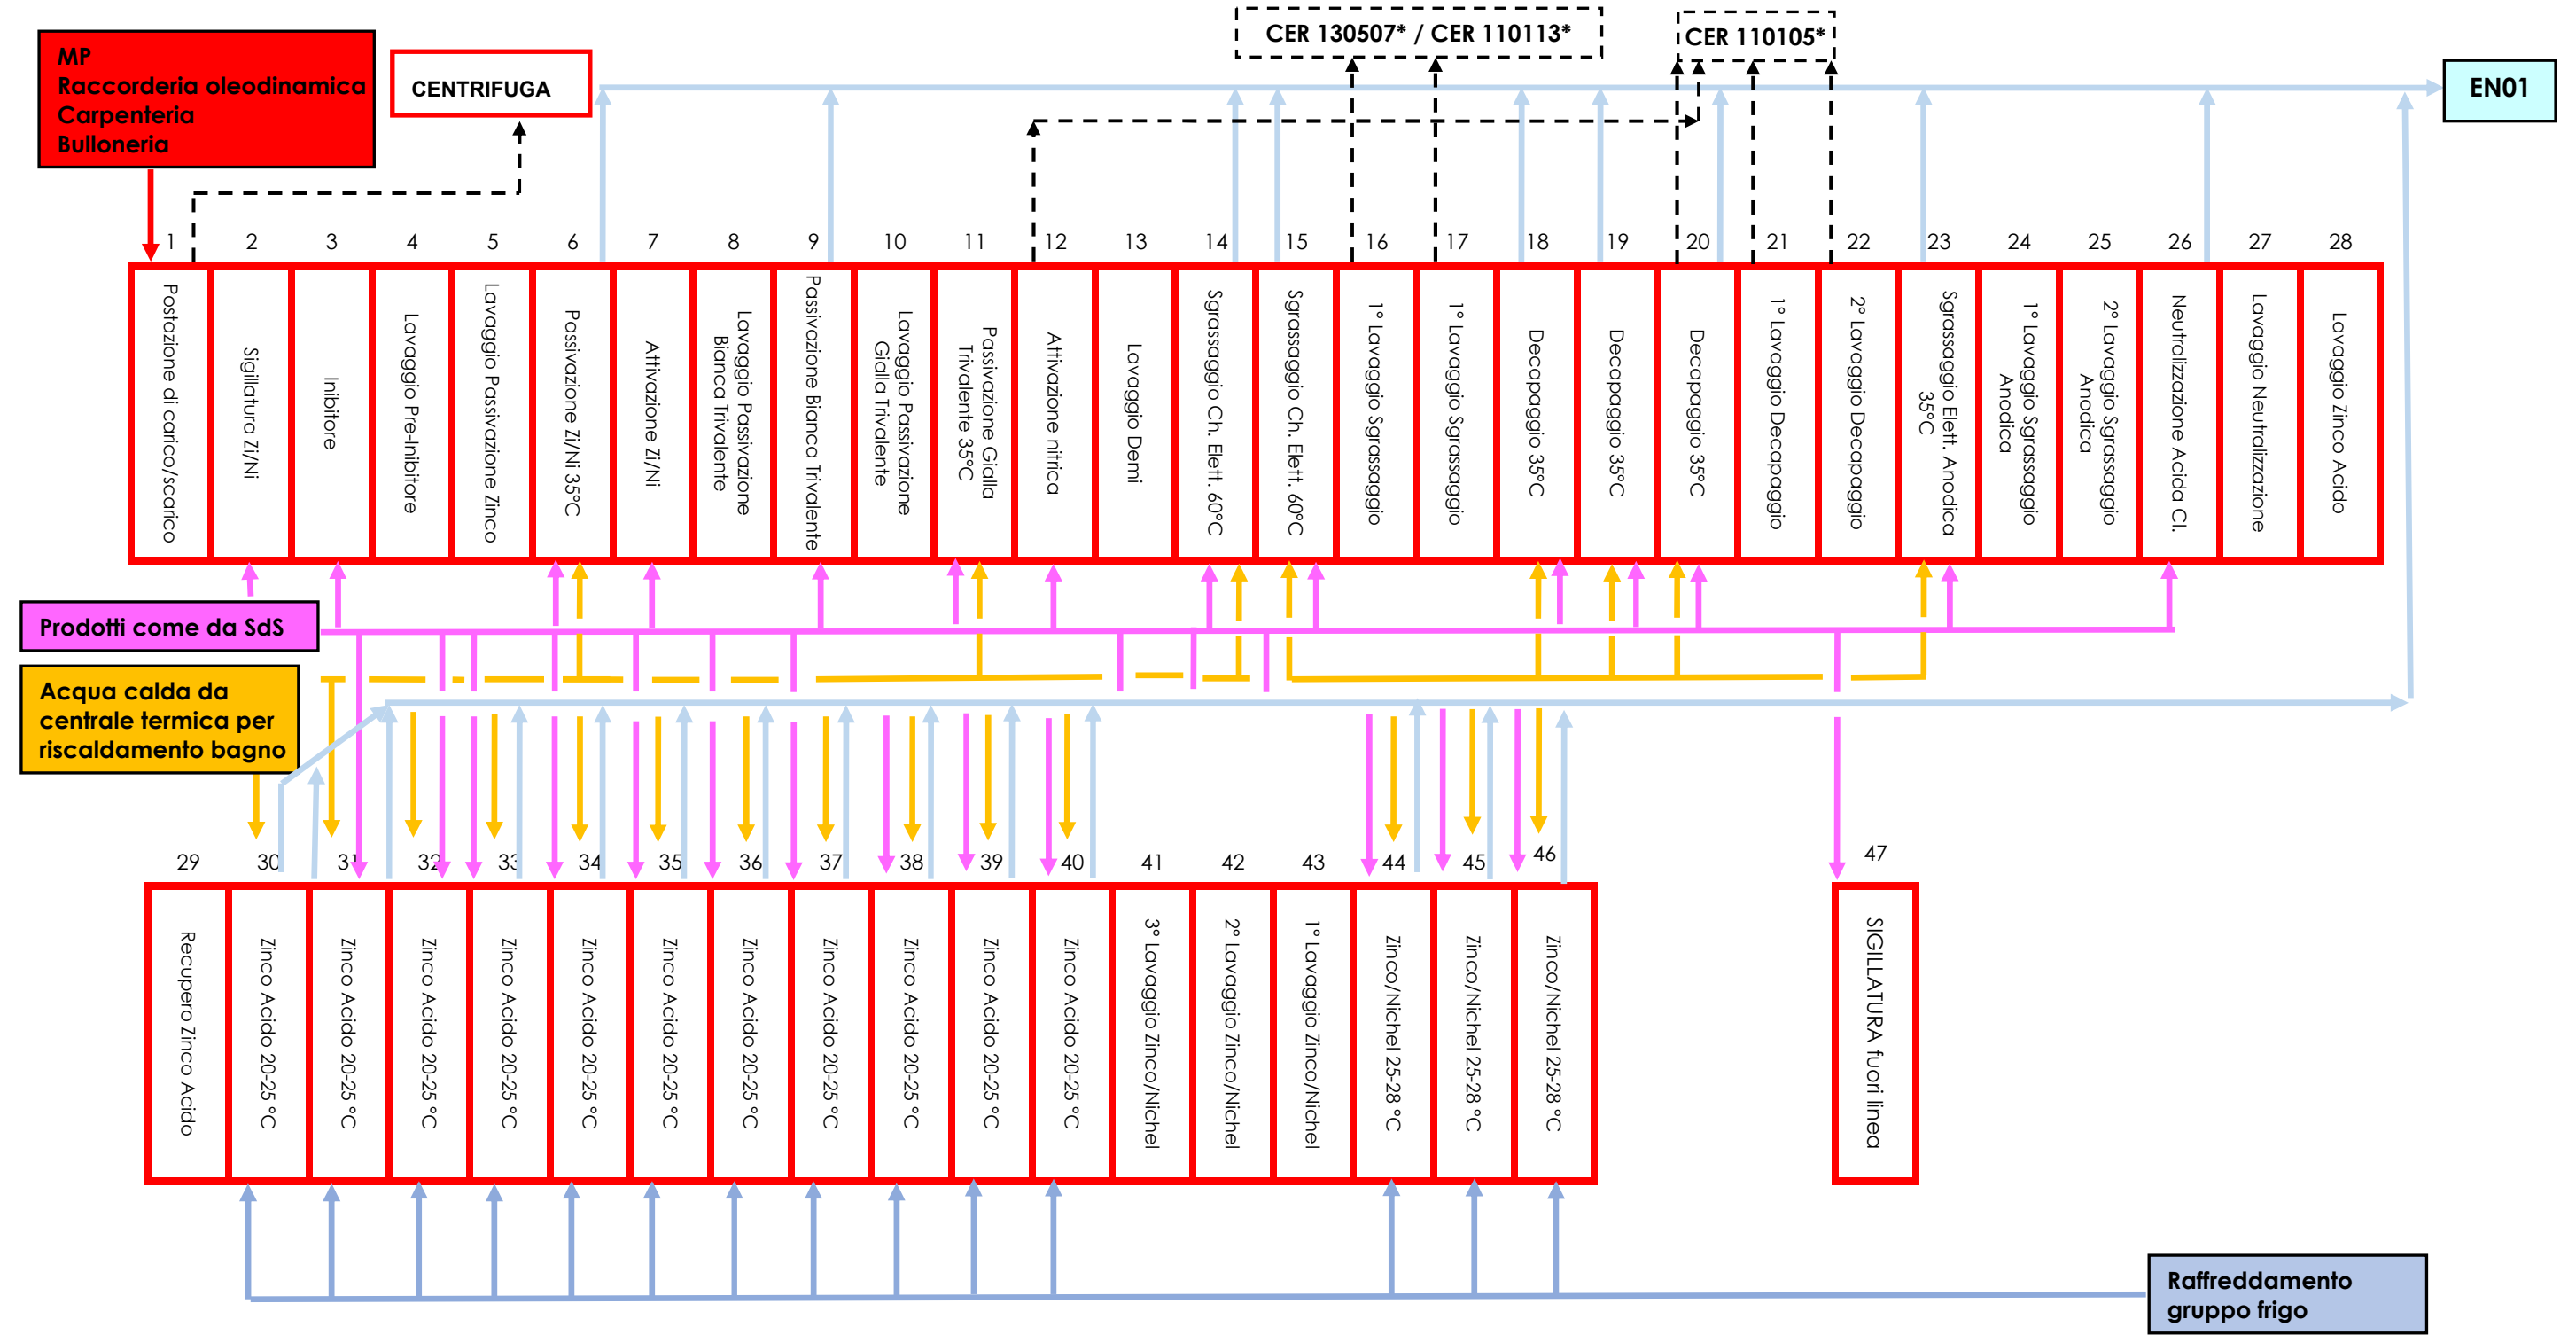 CER 130507* / CER 110113*
CER 110105*
MP
Raccorderia oleodinamica
Carpenteria
Bulloneria
CENTRIFUGA
EN01
1 2 3 4 5 6 7 8 9 10 11 12 13 14 15 16 17 18 19 20 21 22 23 24 25 26 27 28
Postazione di carico/scarico
Sigillatura Zi/Ni
Inibitore
Lavaggio Pre-Inibitore
Lavaggio Passivazione Zinco
Passivazione Zi/Ni 35°C
Attivazione Zi/Ni
Lavaggio Passivazione
Bianca Trivalente
Passivazione Bianca Trivalente
Lavaggio Passivazione
Gialla Trivalente
Passivazione Gialla
Trivalente 35°C
Attivazione nitrica
Lavaggio Demi
Sgrassaggio Ch. Elett. 60°C
Sgrassaggio Ch. Elett. 60°C
1° Lavaggio Sgrassaggio
1° Lavaggio Sgrassaggio
Decapaggio 35°C
Decapaggio 35°C
Decapaggio 35°C
1° Lavaggio Decapaggio
2° Lavaggio Decapaggio
Sgrassaggio Elett. Anodica
35°C
1° Lavaggio Sgrassaggio
Anodica
2° Lavaggio Sgrassaggio
Anodica
Neutralizzazione Acida Cl.
Lavaggio Neutralizzazione
Lavaggio Zinco Acido
Prodotti come da SdS
Acqua calda da
centrale termica per
riscaldamento bagno
29 30 31 32 33 34 35 36 37 38 39 40 41 42 43 44 45 46 47
Recupero Zinco Acido
Zinco Acido 20-25 °C
Zinco Acido 20-25 °C
Zinco Acido 20-25 °C
Zinco Acido 20-25 °C
Zinco Acido 20-25 °C
Zinco Acido 20-25 °C
Zinco Acido 20-25 °C
Zinco Acido 20-25 °C
Zinco Acido 20-25 °C
Zinco Acido 20-25 °C
Zinco Acido 20-25 °C
3° Lavaggio Zinco/Nichel
2° Lavaggio Zinco/Nichel
1° Lavaggio Zinco/Nichel
Zinco/Nichel 25-28 °C
Zinco/Nichel 25-28 °C
Zinco/Nichel 25-28 °C
SIGILLATURA fuori linea
Raffreddamento
gruppo frigo